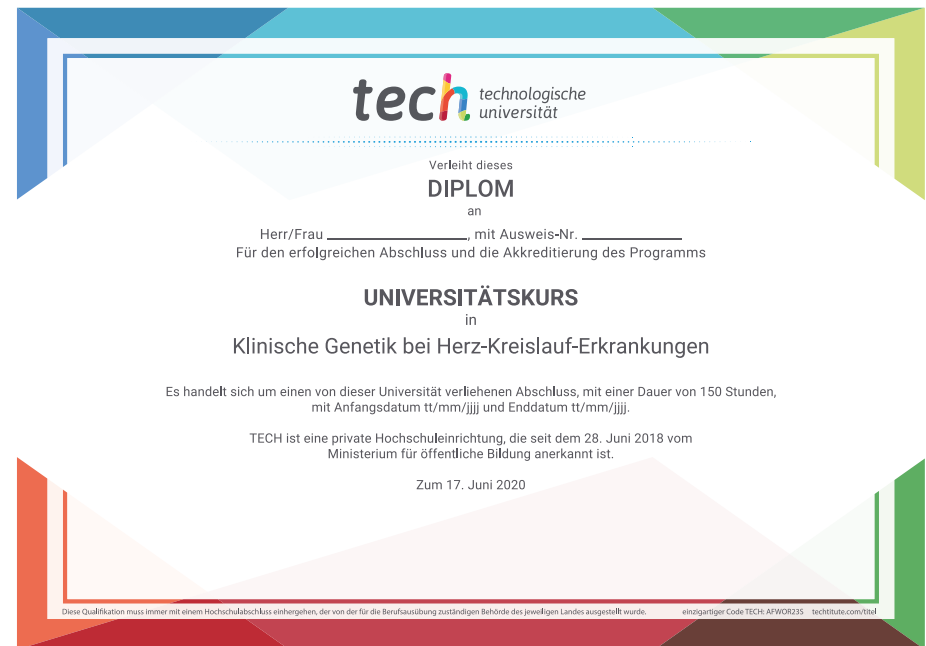 tech technologische
universität
Verleiht dieses
DIPLOM
an
Herr/Frau ____________________, mit Ausweis-Nr. ______________
Für den erfolgreichen Abschluss und die Akkreditierung des Programms
UNIVERSITÄTSKURS
in
Klinische Genetik bei Herz-Kreislauf-Erkrankungen
Es handelt sich um einen von dieser Universität verliehenen Abschluss, mit einer Dauer von 150 Stunden,
mit Anfangsdatum tt/mm/jjjj und Enddatum tt/mm/jjjj.
TECH ist eine private Hochschuleinrichtung, die seit dem 28. Juni 2018 vom
Ministerium für öffentliche Bildung anerkannt ist.
Zum 17. Juni 2020
Diese Qualifikation muss immer mit einem Hochschulabschluss einhergehen, der von der für die Berufsausübung zuständigen Behörde des jeweiligen Landes ausgestellt wurde. einzigartiger Code TECH: AFWOR23S techtitute.com/titel